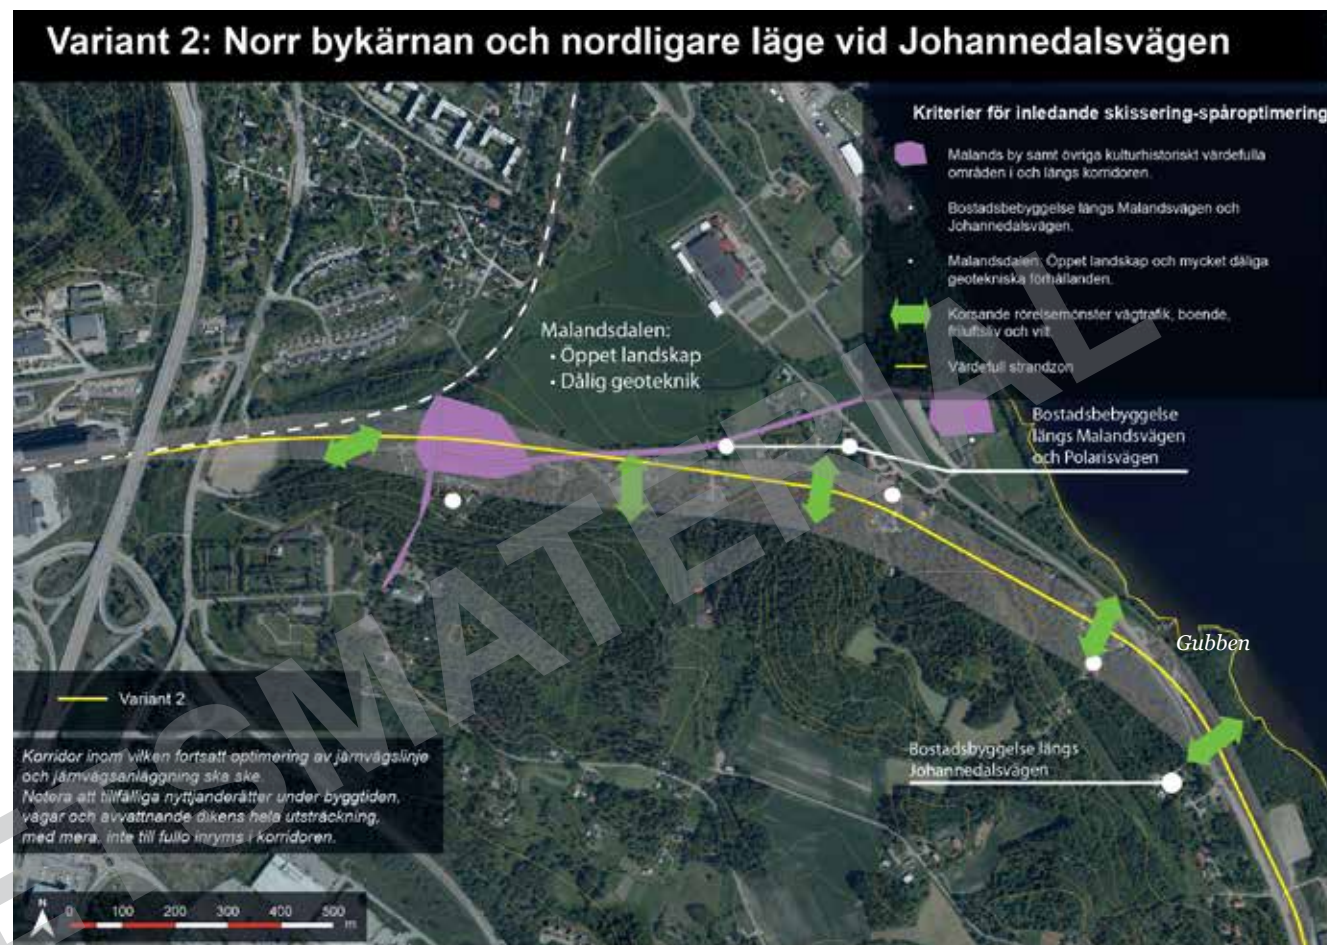 Variant 2: Norr bykärnan och nordligare läge vid Johannedalsvägen
Kriterier för inledande skissering-spåroptimering
Malands by samt övriga kulturhistoriskt värdefulla
områden i och längs korridoren.
Bostadsbebyggelse längs Malandsvägen och
Johannedalsvägen.
Malandsdalen: Öppet landskap och mycket dåliga
geotekniska förhållanden.
Korsande rörelsemönster vägtrafik, boende,
friluftsliv och vilt.
Värdefull strandzon
Malandsdalen:
• Öppet landskap
• Dålig geoteknik
Bostadsbebyggelse
längs Malandsvägen
och Polarisvägen
Gubben
Bostadsbyggelse längs
Johannedalsvägen
Variant 2
Korridor inom vilken fortsatt optimering av järnvägslinje
och järnvägsanläggning ska ske.
Notera att tillfälliga nyttjanderätter under byggtiden,
vägar och avvattnande dikens hela utsträckning,
med mera, inte till fullo inryms i korridoren.
N
0 100 200 300 400 500
m
SMATERIAL